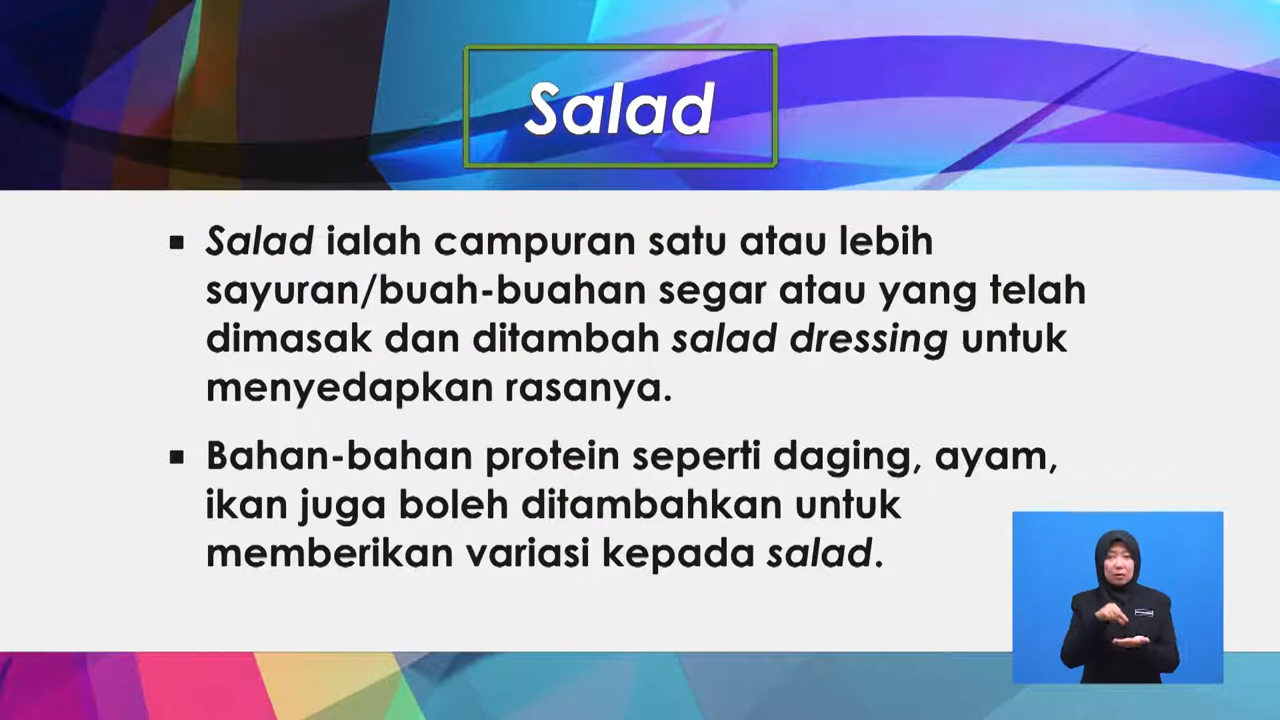 Salad
▪ Salad ialah campuran satu atau lebih
sayuran/buah-buahan segar atau yang telah
dimasak dan ditambah salad dressing untuk
menyedapkan rasanya.
▪ Bahan-bahan protein seperti daging, ayam,
ikan juga boleh ditambahkan untuk
memberikan variasi kepada salad.